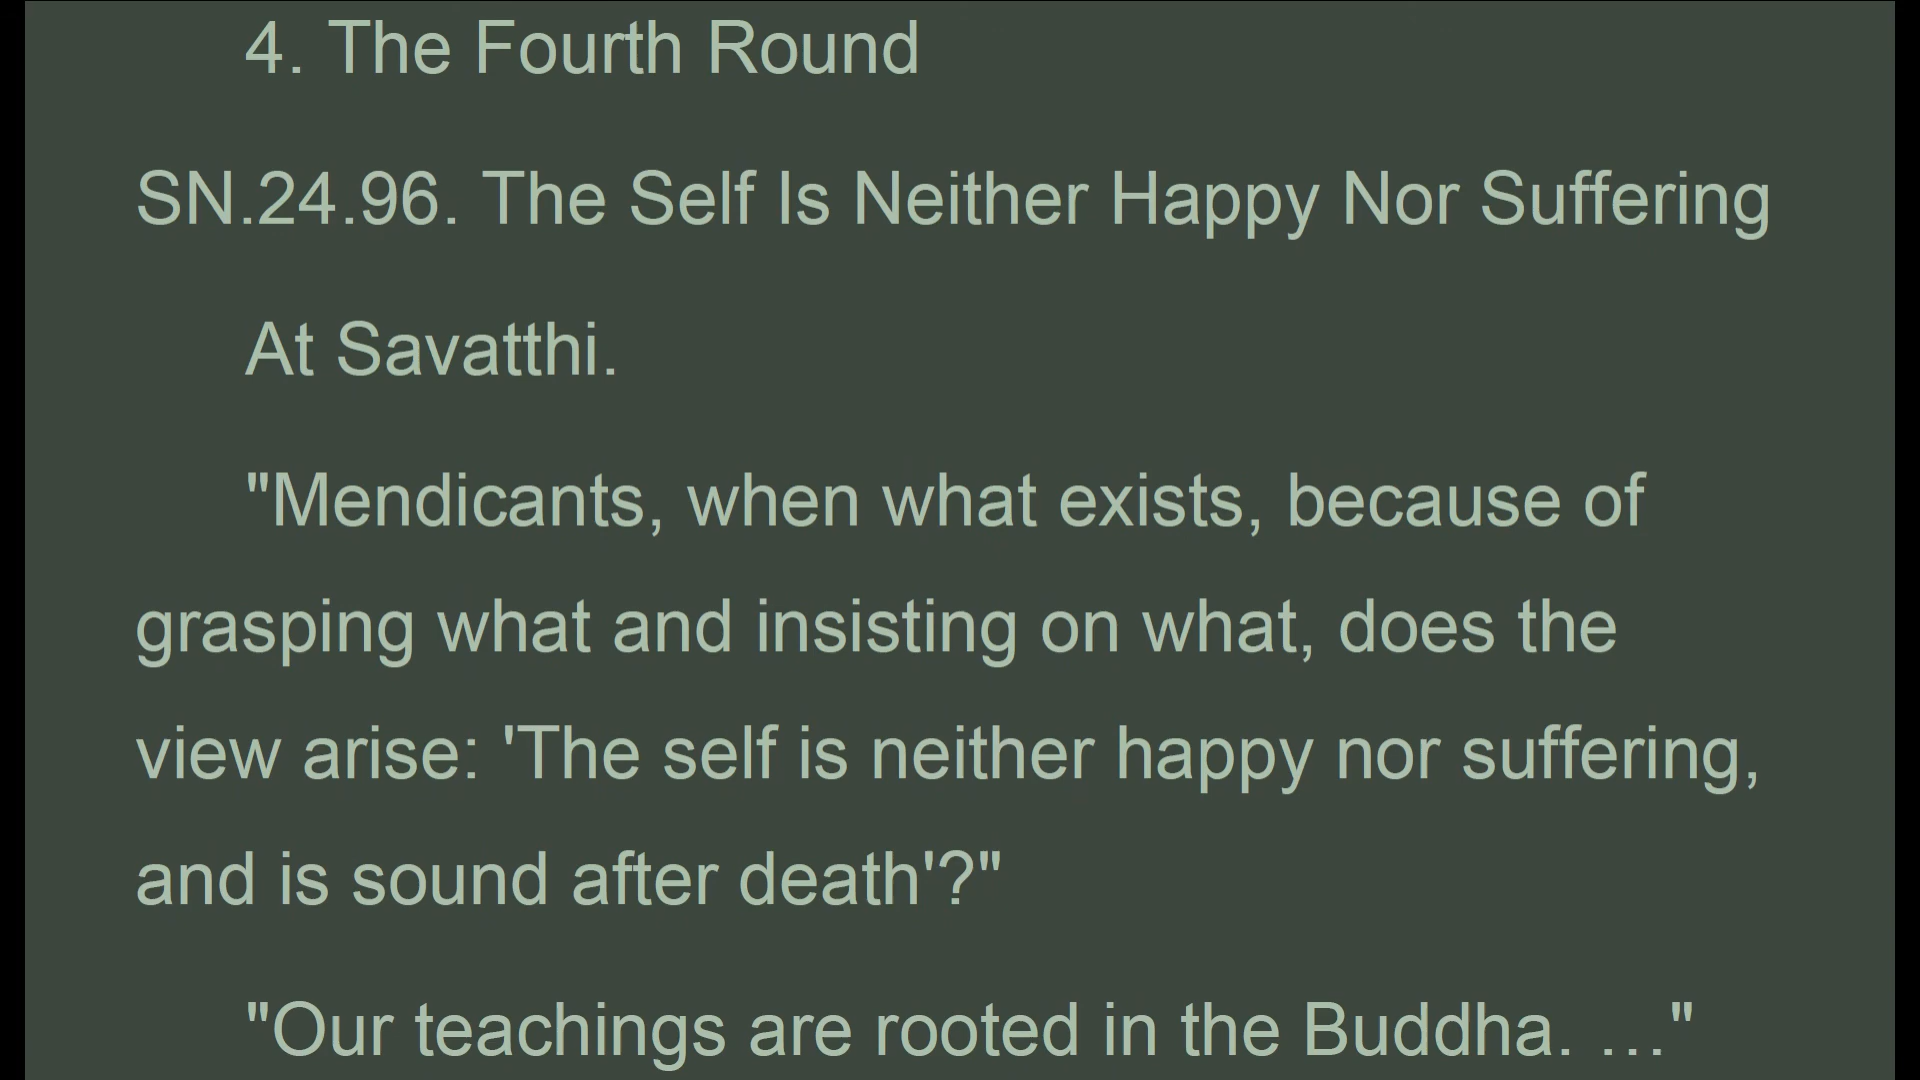 4. The Fourth Round
SN.24.96. The Self Is Neither Happy Nor Suffering
At Savatthi.
"Mendicants, when what exists, because of
grasping what and insisting on what, does the
view arise: 'The self is neither happy nor suffering,
and is sound after death'?"
"Our teachings are rooted in the Buddha. …"